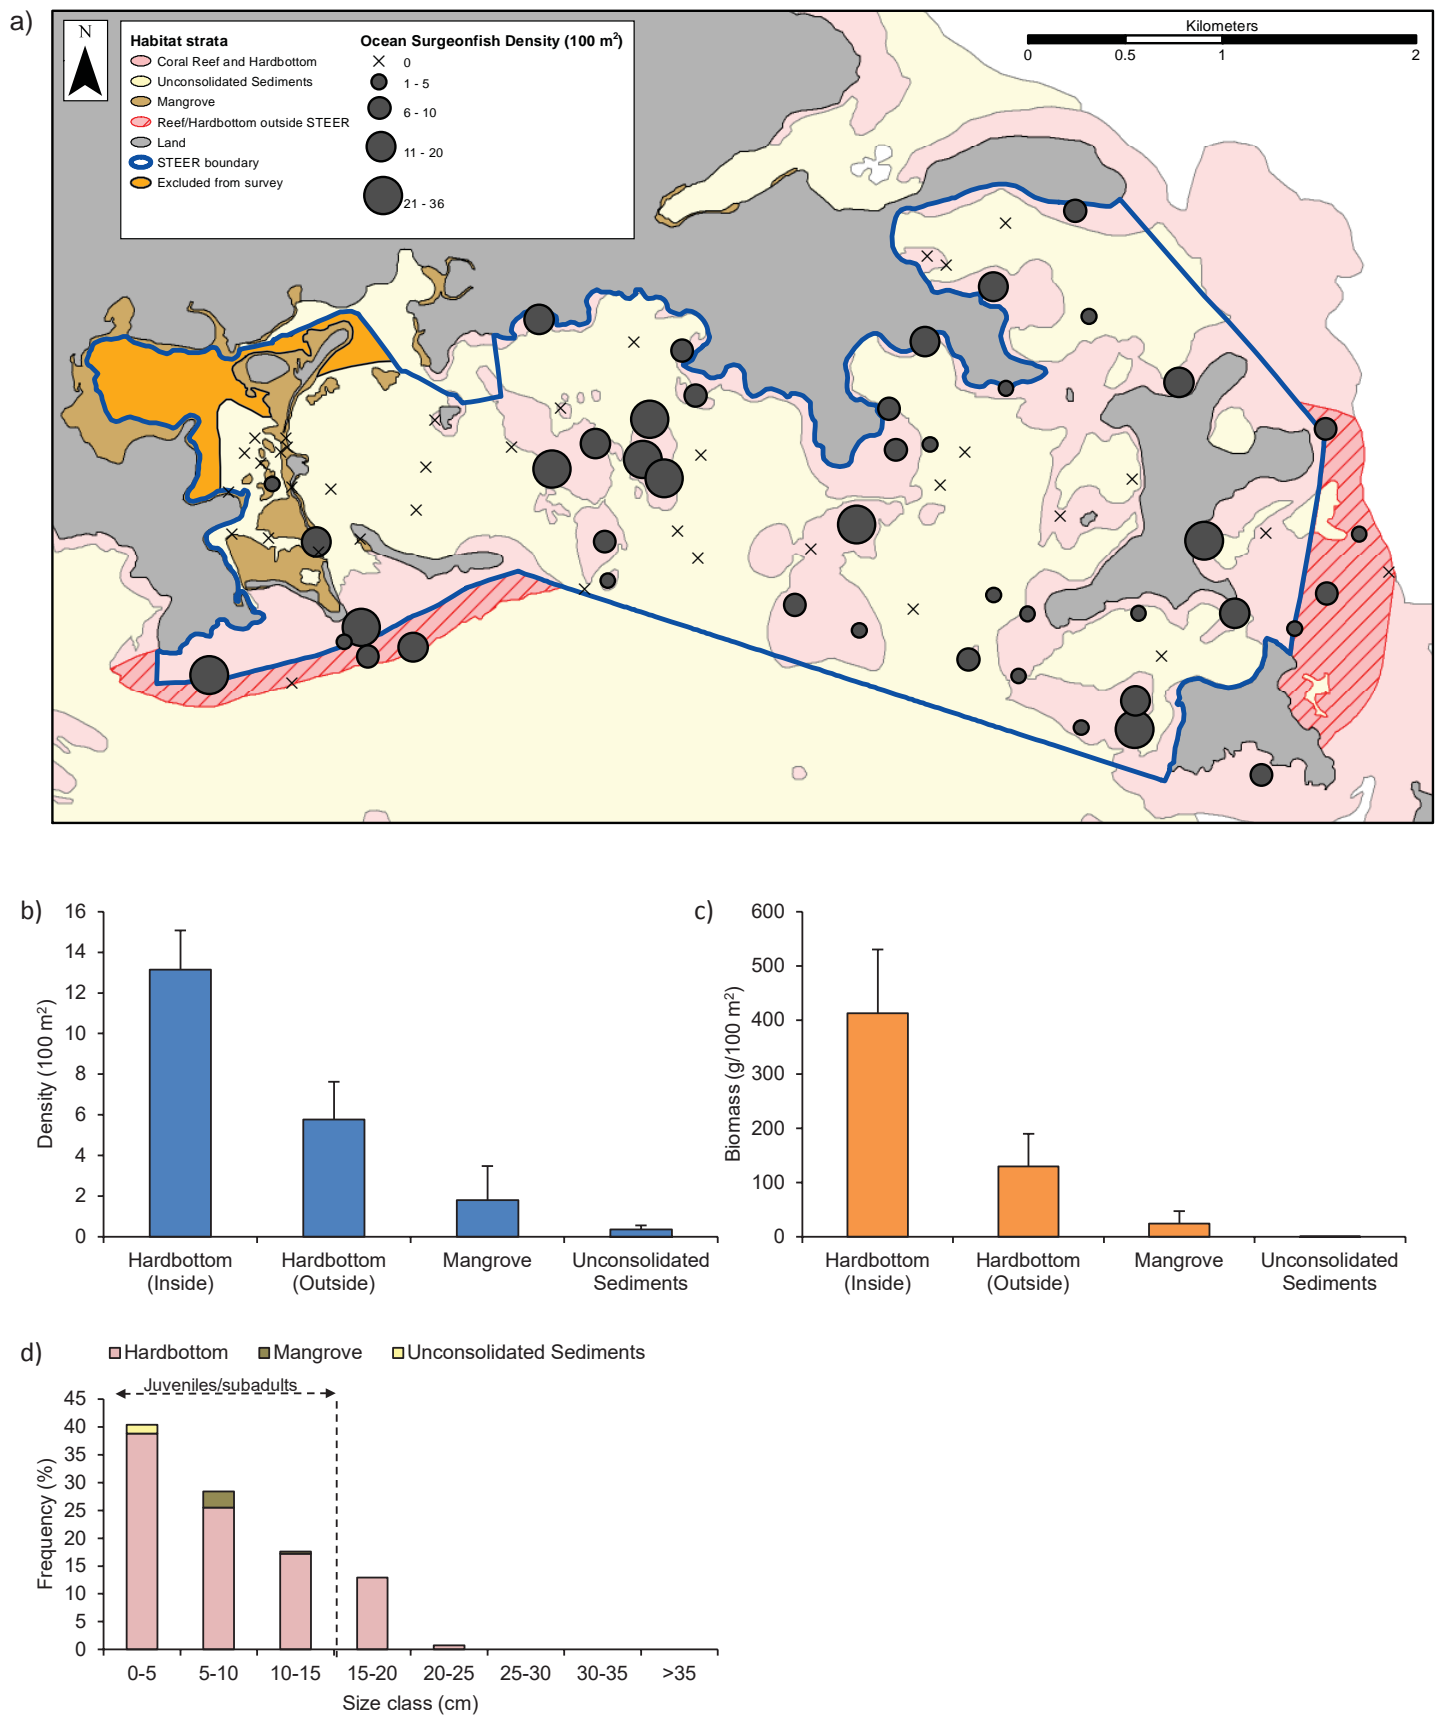 a)
N
Habitat strata
Coral Reef and Hardbottom
Unconsolidated Sediments
Mangrove
Reef/Hardbottom outside STEER
Land
STEER boundary
Excluded from survey
Ocean Surgeonfish Density (100 m²)
0
1 - 5
6 - 10
11 - 20
21 - 36
Kilometers
0 0.5 1 2
b)
Density (100 m²)
16
14
12
10
8
6
4
2
0
Hardbottom (Inside)
Hardbottom (Outside)
Mangrove
Unconsolidated Sediments
c)
Biomass (g/100 m²)
600
500
400
300
200
100
0
Hardbottom (Inside)
Hardbottom (Outside)
Mangrove
Unconsolidated Sediments
d)
Hardbottom Mangrove Unconsolidated Sediments
Juveniles/subadults
Frequency (%)
45
40
35
30
25
20
15
10
5
0
0-5 5-10 10-15 15-20 20-25 25-30 30-35 >35
Size class (cm)